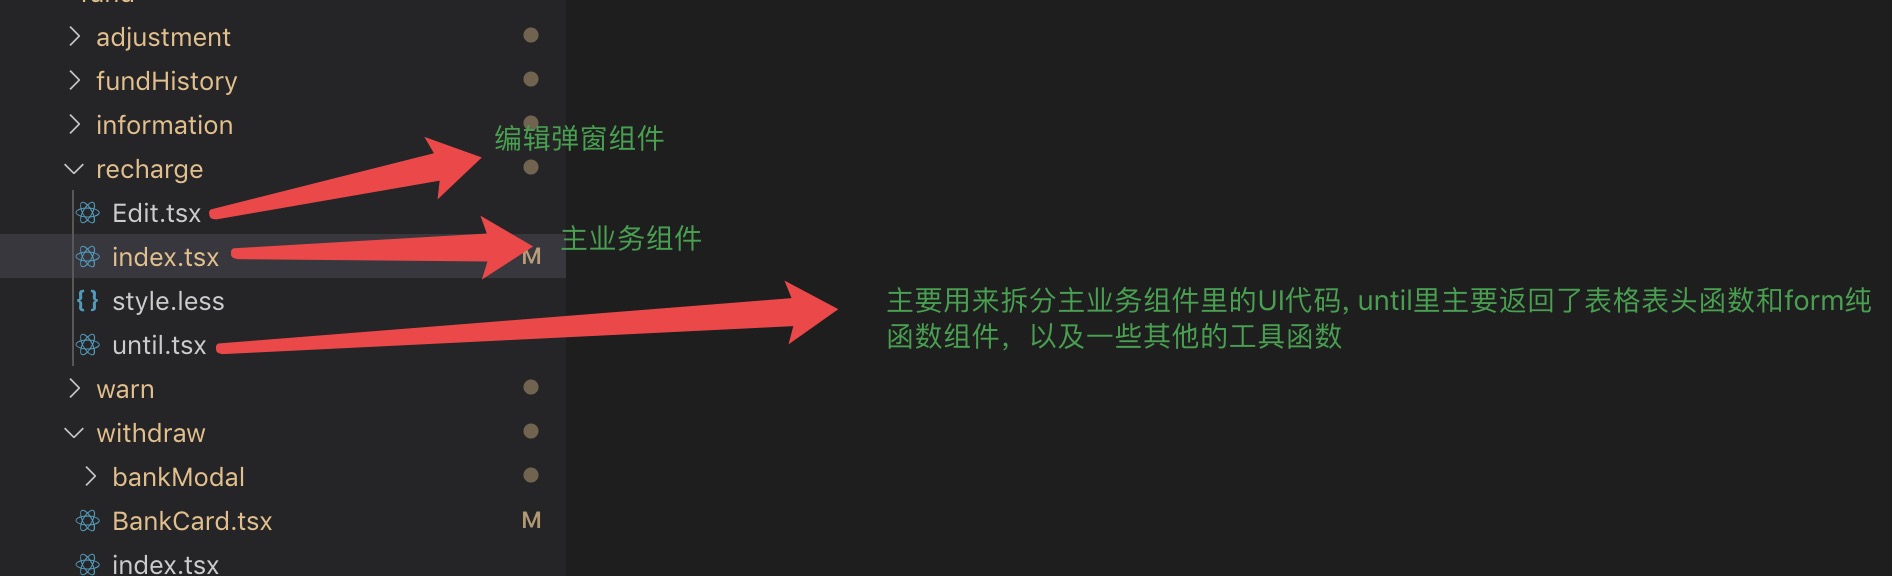 fund
adjustment
fundHistory
information
编辑弹窗组件
recharge
Edit.tsx
index.tsx
M
主业务组件
style.less
主要用来拆分主业务组件里的UI代码, until里主要返回了表格表头函数和form纯
函数组件，以及一些其他的工具函数
until.tsx
warn
withdraw
bankModal
BankCard.tsx
M
index.tsx